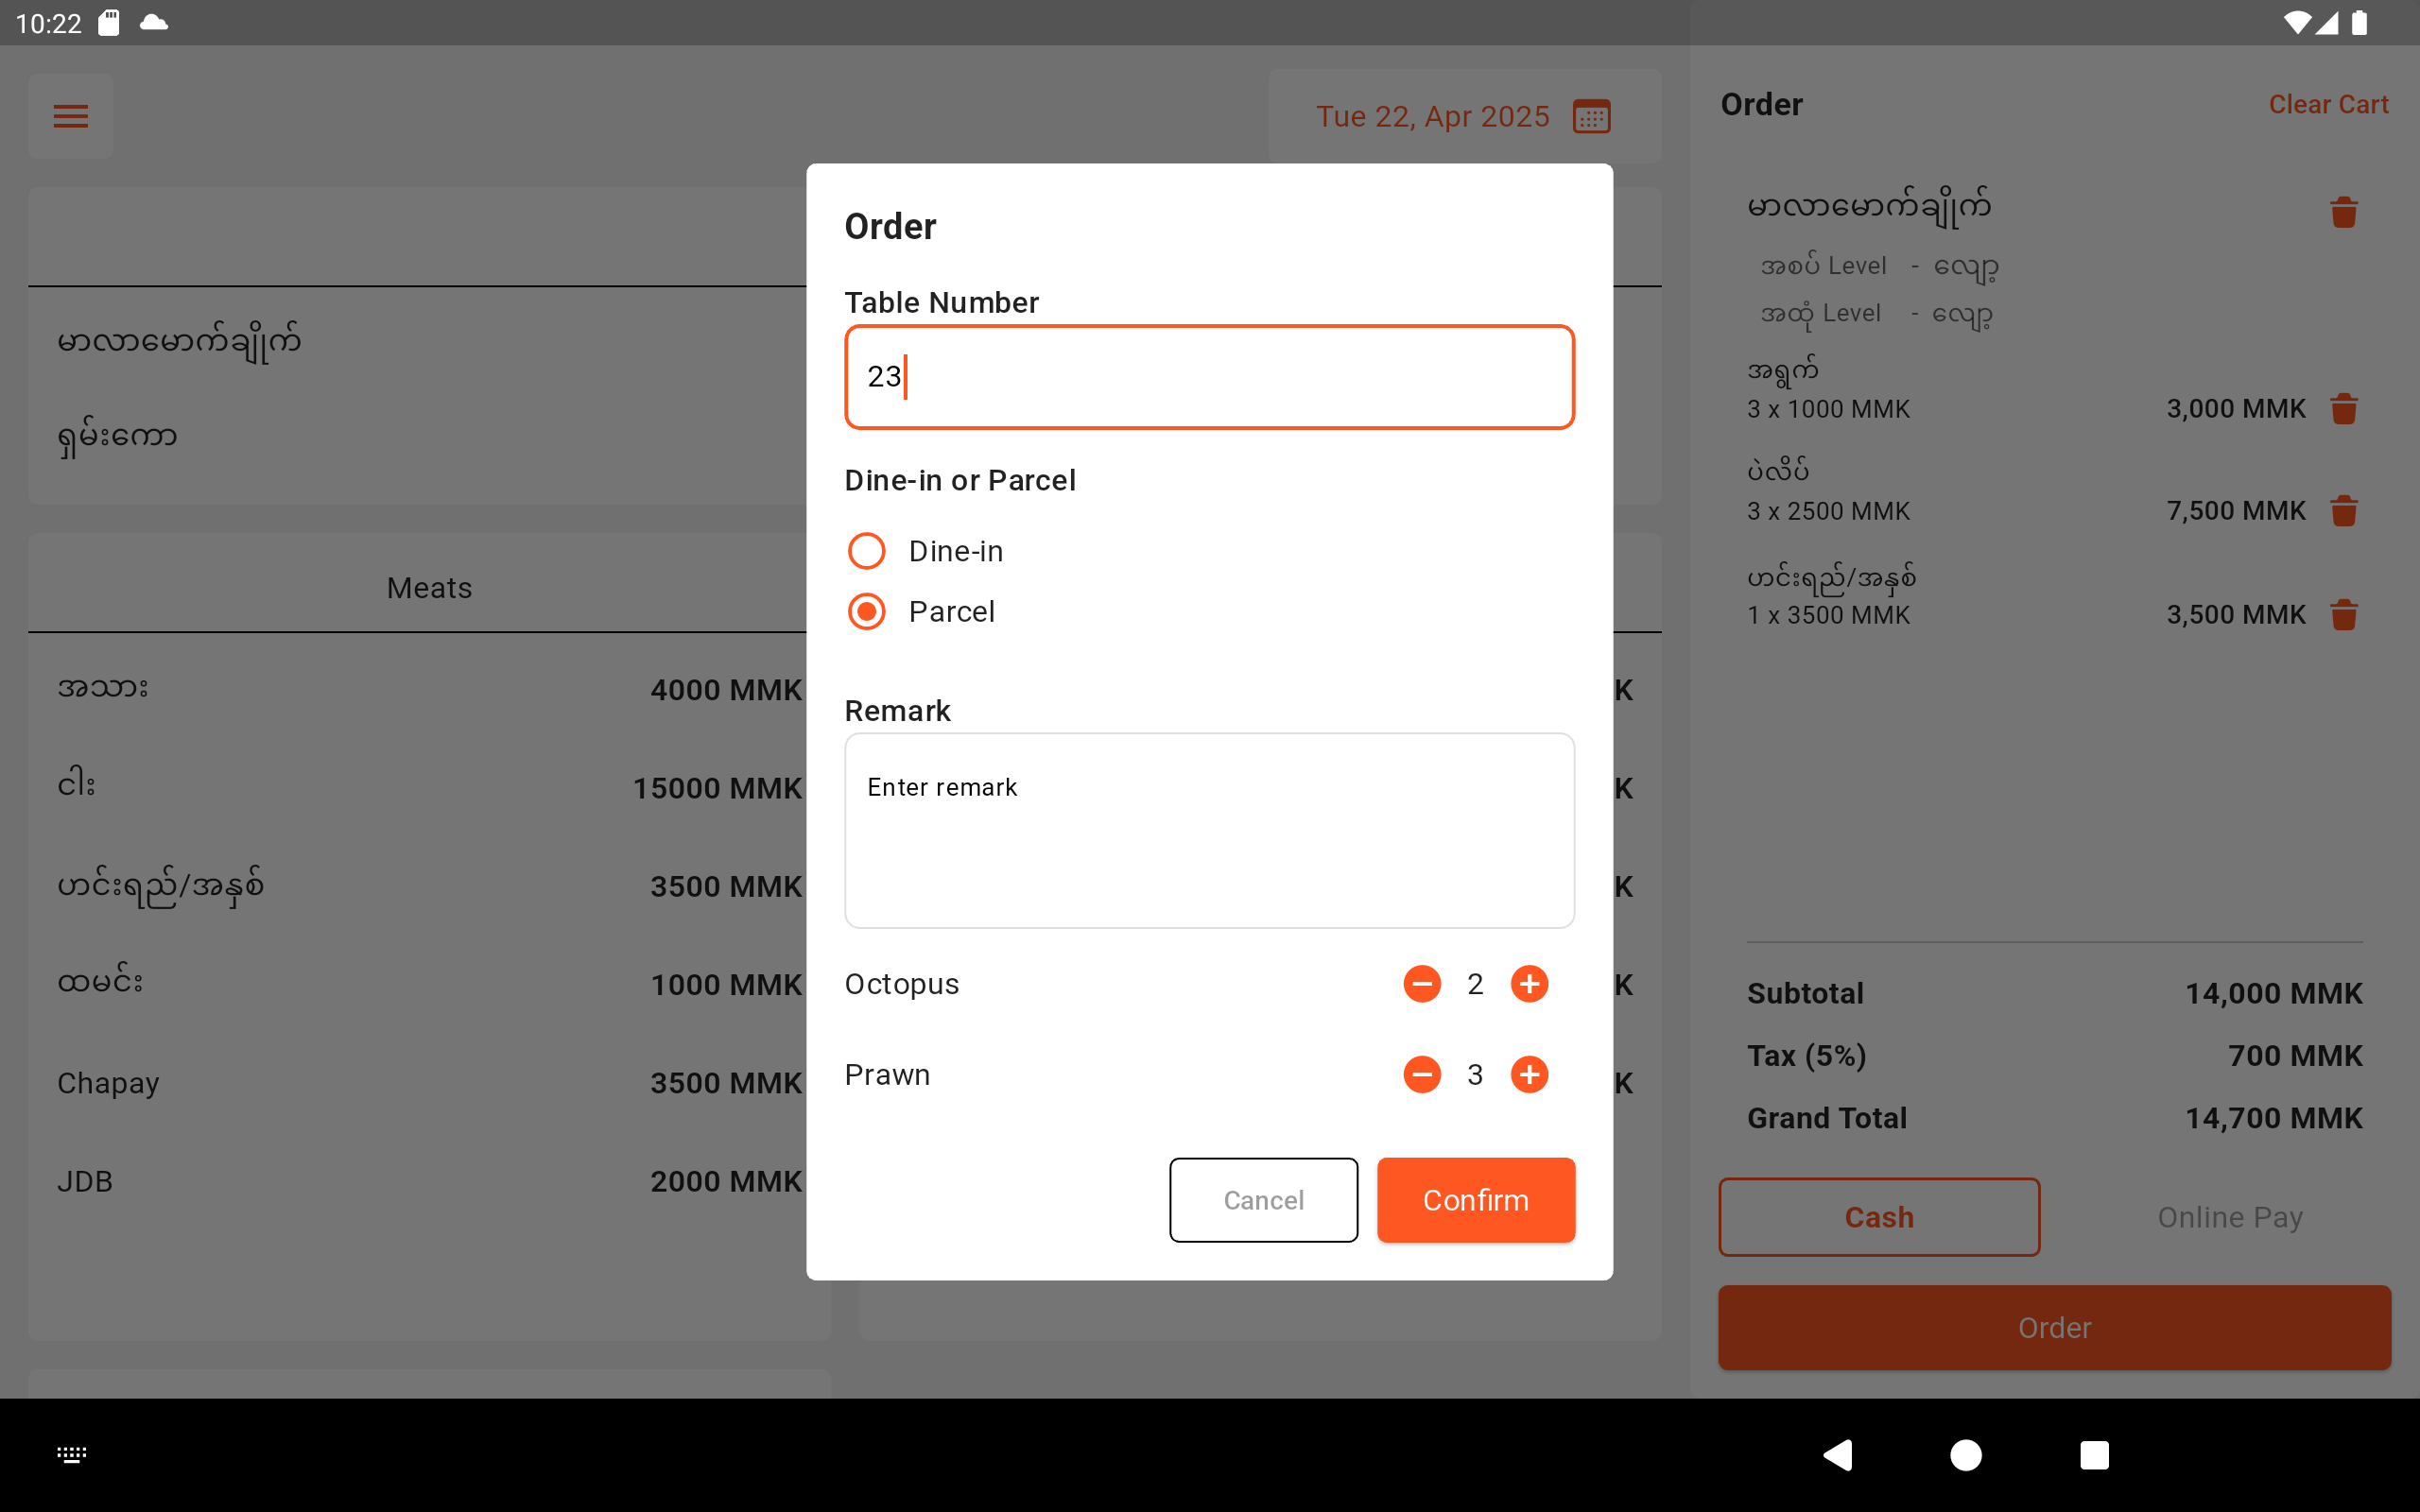 10:22
Tue 22, Apr 2025
မာလာမောက်ချိုက်
ရှမ်းကော
Meats
အသား 4000 MMK
ငါး 15000 MMK
ဟင်းရည်/အနှစ် 3500 MMK
ထမင်း 1000 MMK
Chapay 3500 MMK
JDB 2000 MMK
K
K
K
K
K
Order
Table Number
23
Dine-in or Parcel
Dine-in
Parcel
Remark
Enter remark
Octopus 2
Prawn 3
Cancel Confirm
Order Clear Cart
မာလာမောက်ချိုက်
အစပ် Level - လျော့
အထုံ Level - လျော့
အရွက်
3 x 1000 MMK 3,000 MMK
ပဲလိပ်
3 x 2500 MMK 7,500 MMK
ဟင်းရည်/အနှစ်
1 x 3500 MMK 3,500 MMK
Subtotal 14,000 MMK
Tax (5%) 700 MMK
Grand Total 14,700 MMK
Cash Online Pay
Order